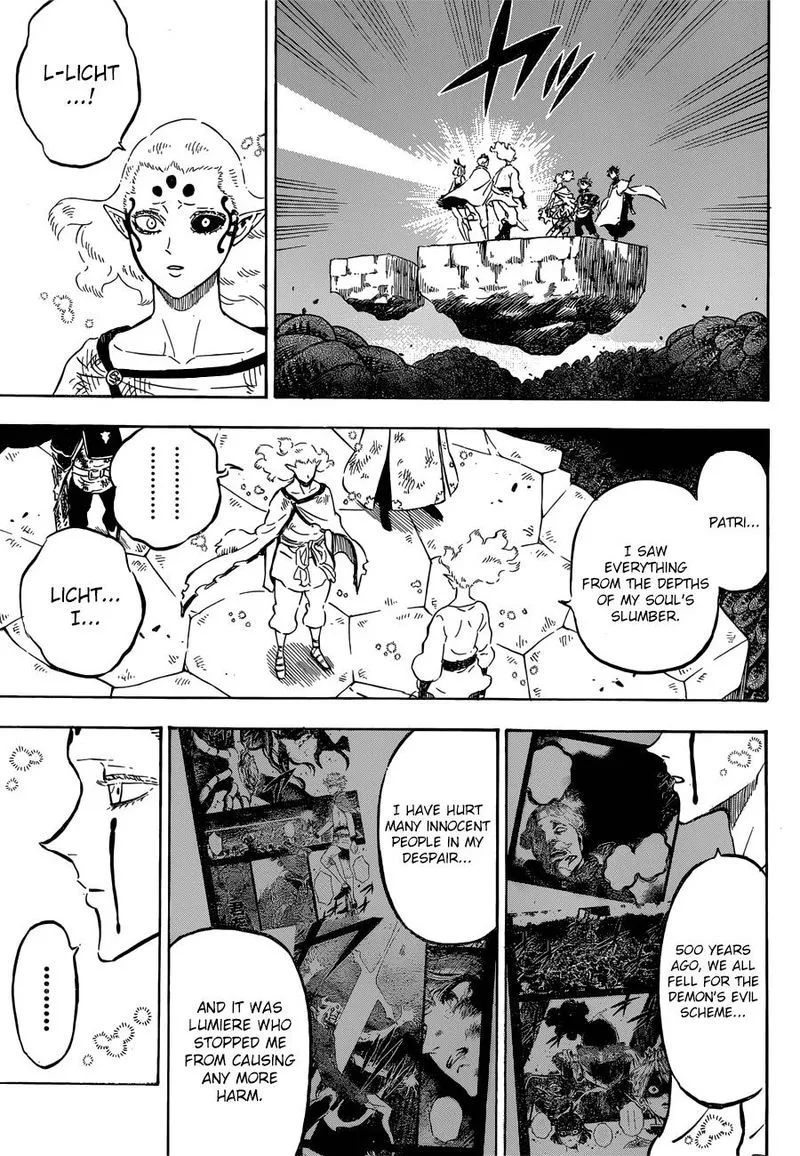 L-LICHT
...!
PATRI...
I SAW
EVERYTHING
FROM THE DEPTHS
OF MY SOUL'S
SLUMBER.
.......
.......
LICHT...
I...
500 YEARS
AGO, WE ALL
FELL FOR THE
DEMON'S EVIL
SCHEME...
I HAVE HURT
MANY INNOCENT
PEOPLE IN MY
DESPAIR...
AND IT WAS
LUMIERE WHO
STOPPED ME
FROM CAUSING
ANY MORE
HARM.
.........